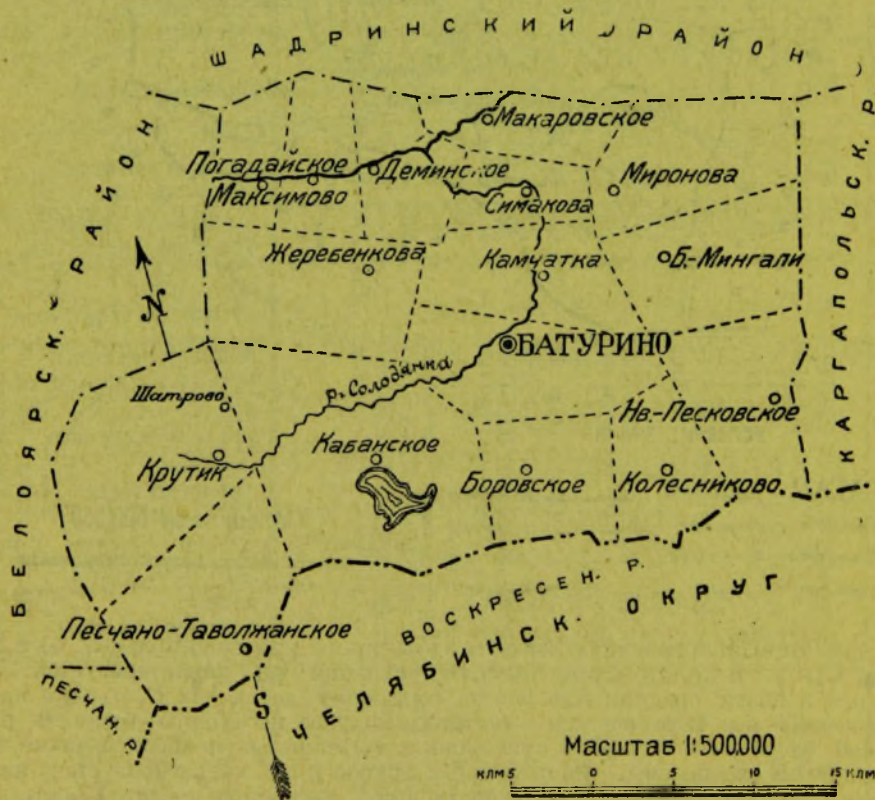 ШАДРИНСКИЙ РАЙОН
БЕЛОЯРСК. РАЙОН
КАРГАПОЛЬСК. Р.
Макаровское
Погадайское
Деминское
Миронова
Максимово
Симакова
Жеребенкова
Камчатка
Б.-Мингали
N
БАТУРИНО
р. Солодянка
Шатрово
Нв.-Песковское
Кабанское
Крутик
Боровское
Колесниково
ВОСКРЕСЕН. Р.
ЧЕЛЯБИНСК. ОКРУГ
Песчано-Таволжанское
ПЕСЧАН. Р.
S
Масштаб 1:500.000
КЛМ 5 0 5 10 15 КЛМ